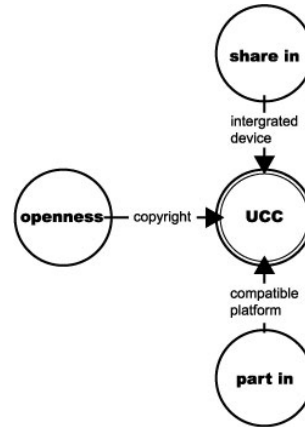 share in
intergrated
device
openness
copyright
UCC
compatible
platform
part in